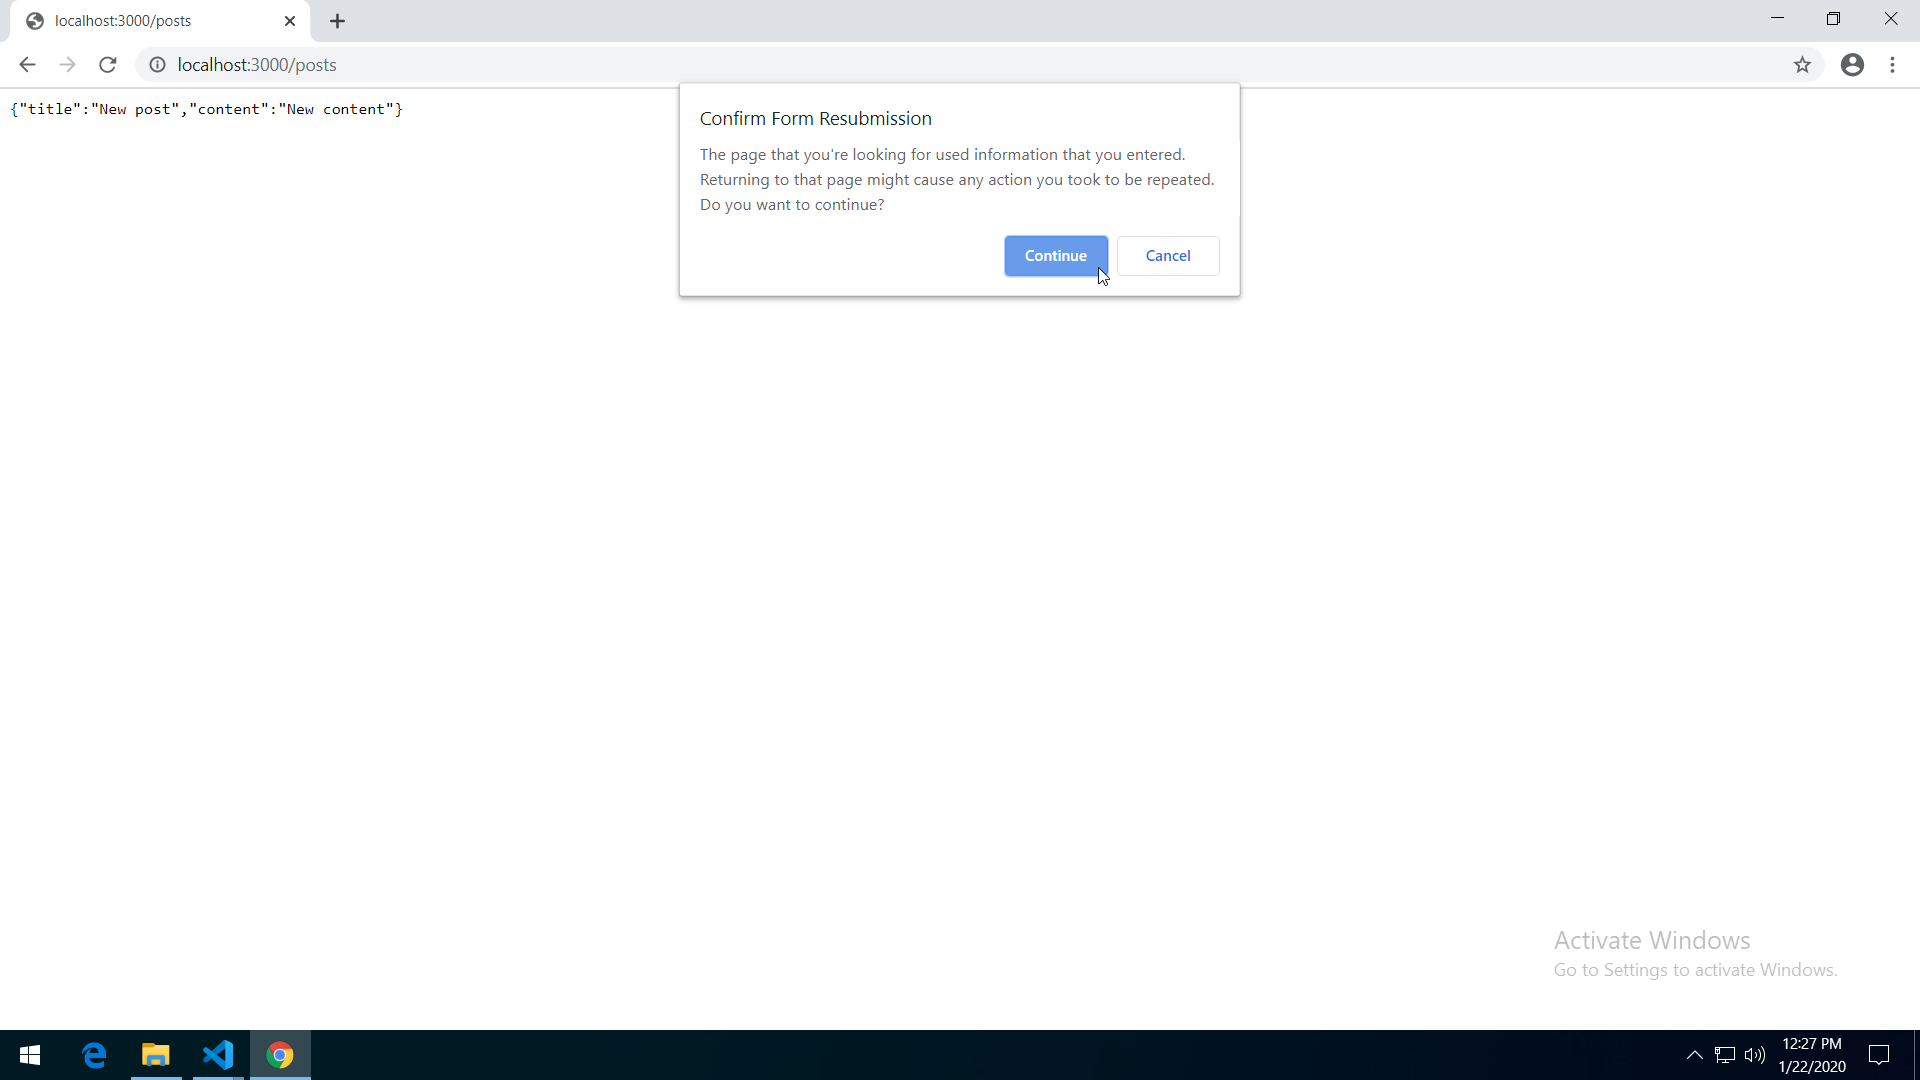 localhost:3000/posts
localhost:3000/posts
{"title":"New post","content":"New content"}
Confirm Form Resubmission
The page that you're looking for used information that you entered.
Returning to that page might cause any action you took to be repeated.
Do you want to continue?
Continue
Cancel
Activate Windows
Go to Settings to activate Windows.
12:27 PM
1/22/2020